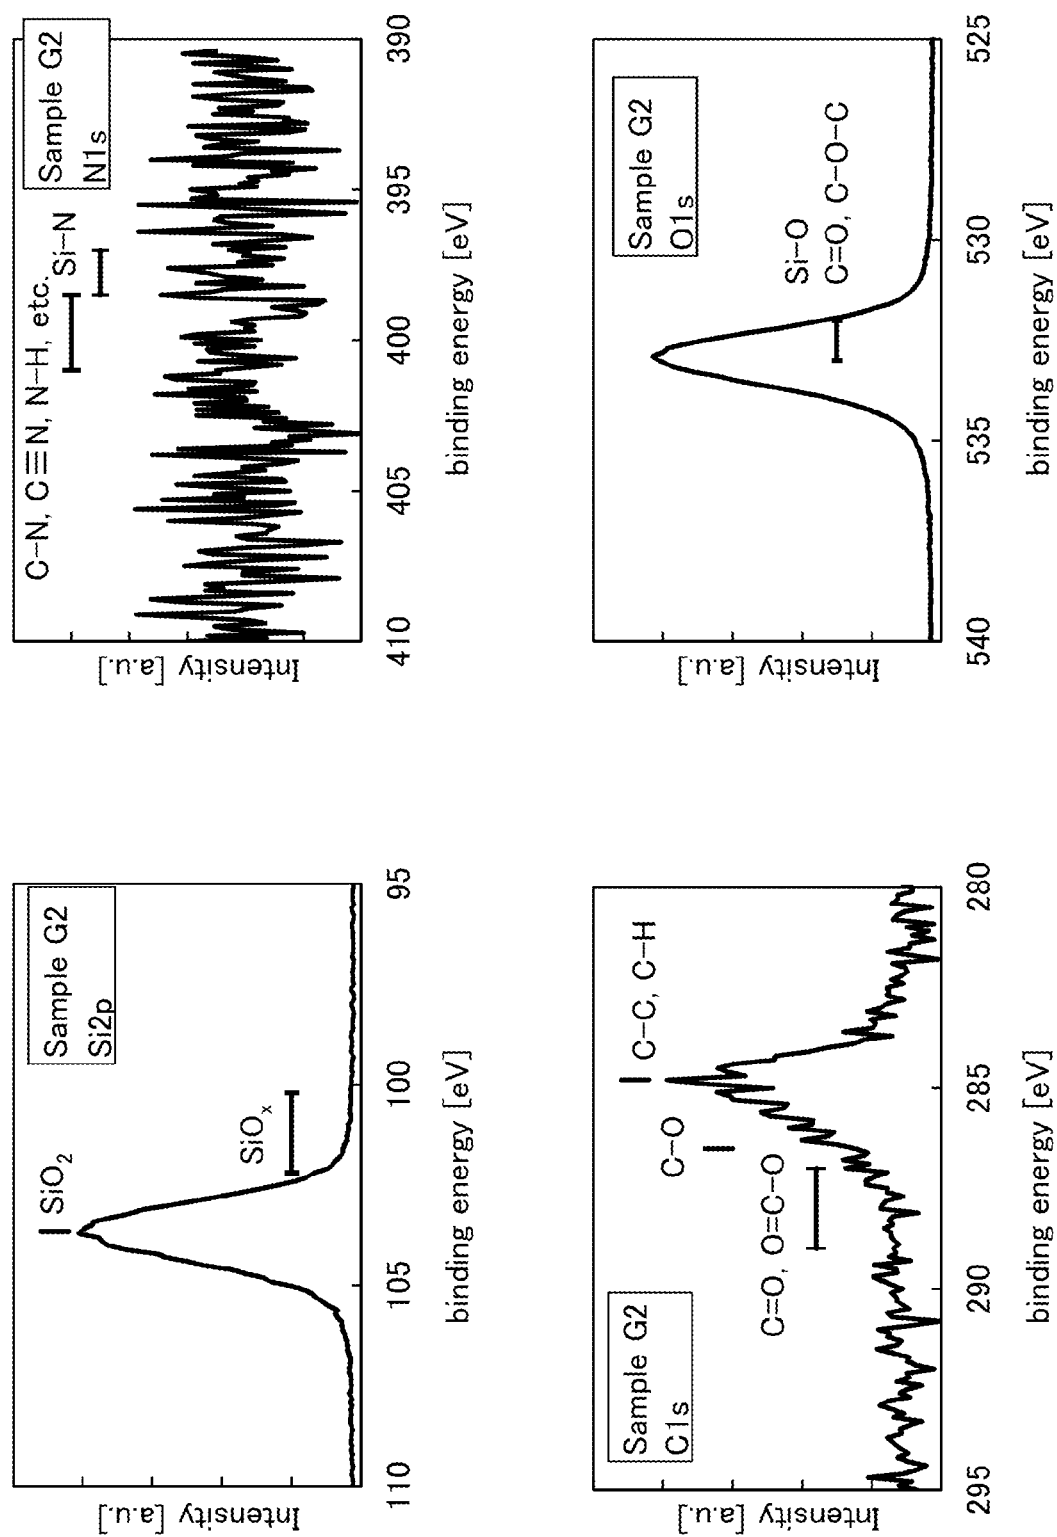 Sample G2
Si2p
SiO2
SiOx
Intensity [a.u.]
110 105 100 95
binding energy [eV]
Sample G2
N1s
C-N, C≡N, N-H, etc.
Si-N
Intensity [a.u.]
410 405 400 395 390
binding energy [eV]
Sample G2
C1s
C-C, C-H
C-O
C=O, O=C-O
Intensity [a.u.]
295 290 285 280
binding energy [eV]
Sample G2
O1s
Si-O
C=O, C-O-C
Intensity [a.u.]
540 535 530 525
binding energy [eV]